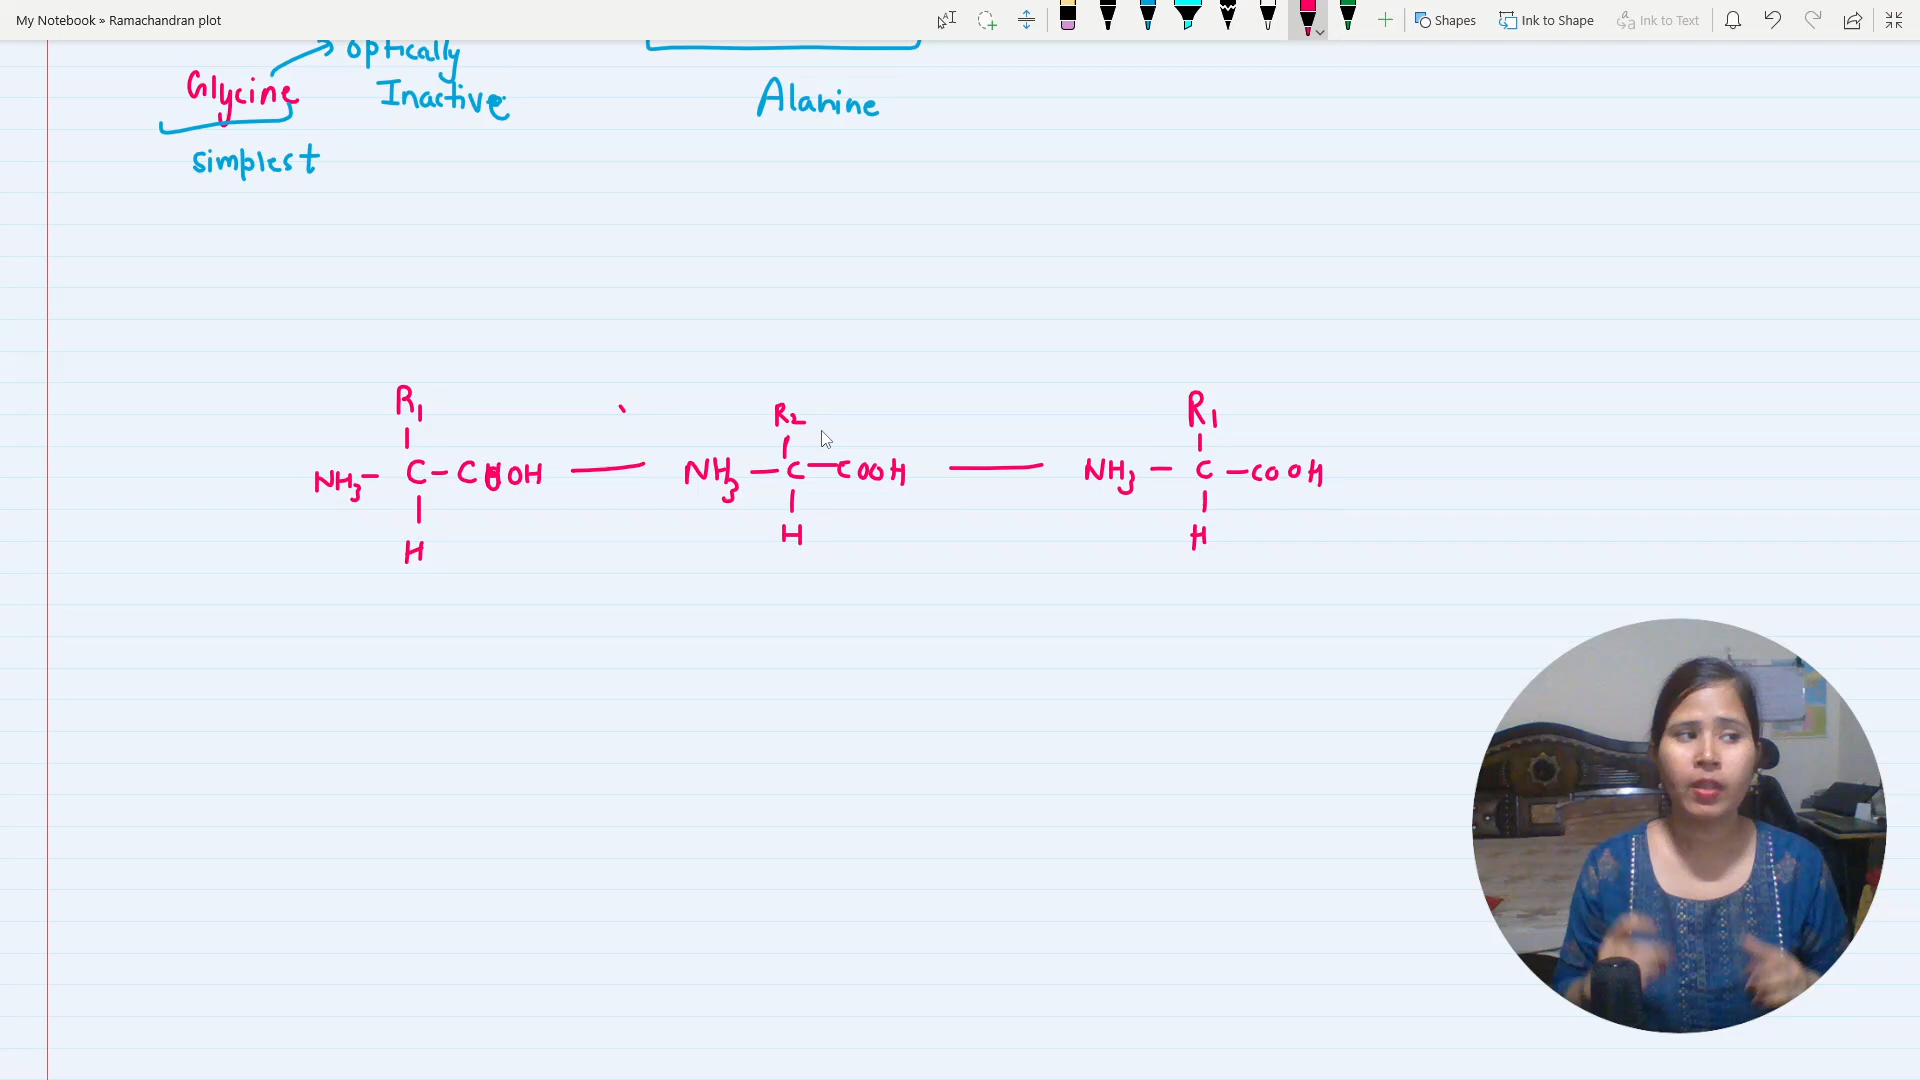 My Notebook » Ramachandran plot
Shapes
Ink to Shape
Ink to Text
optically
Glycine
Inactive
Alanine
simplest
R1
R2
R1
NH3 - C - COOH — NH3 - C - COOH — NH3 - C - COOH
H
H
H